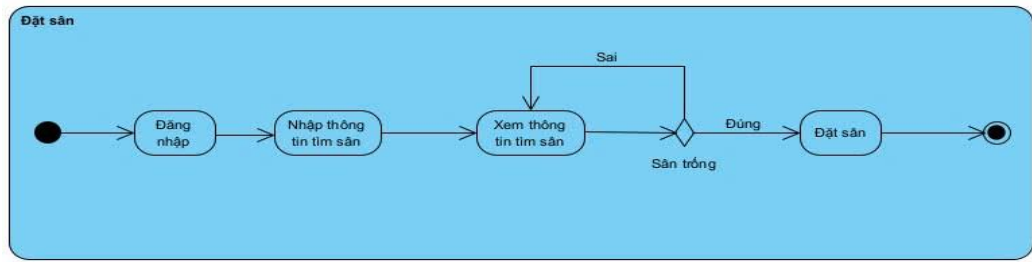 Đặt sân
Sai
Đăng
nhập
Nhập thông
tin tìm sân
Xem thông
tin tìm sân
Đúng
Sân trống
Đặt sân